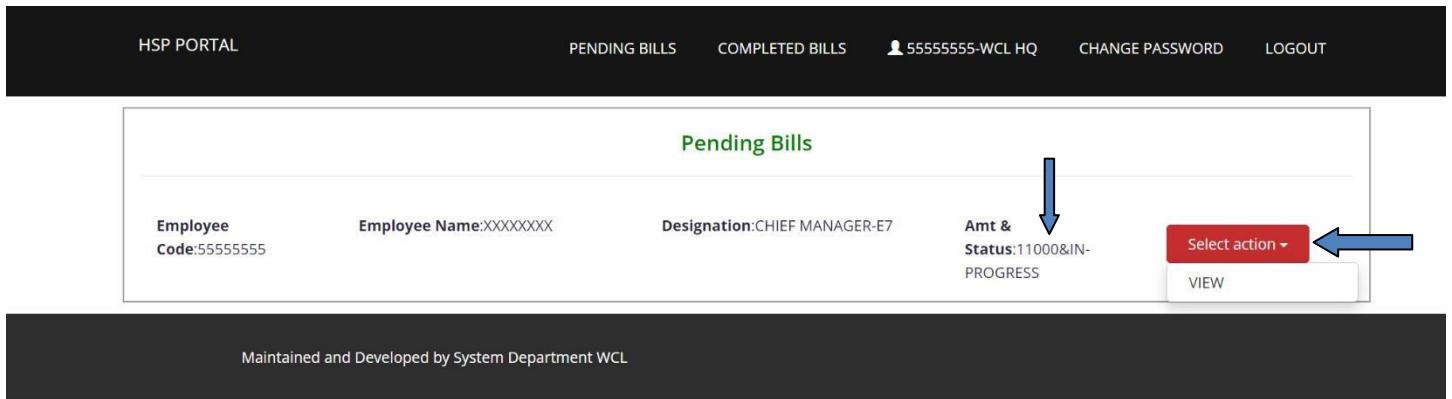 HSP PORTAL
PENDING BILLS
COMPLETED BILLS
55555555-WCL HQ
CHANGE PASSWORD
LOGOUT
Pending Bills
Employee
Code:55555555
Employee Name:XXXXXXXX
Designation:CHIEF MANAGER-E7
Amt &
Status:11000&IN-
PROGRESS
Select action
VIEW
Maintained and Developed by System Department WCL